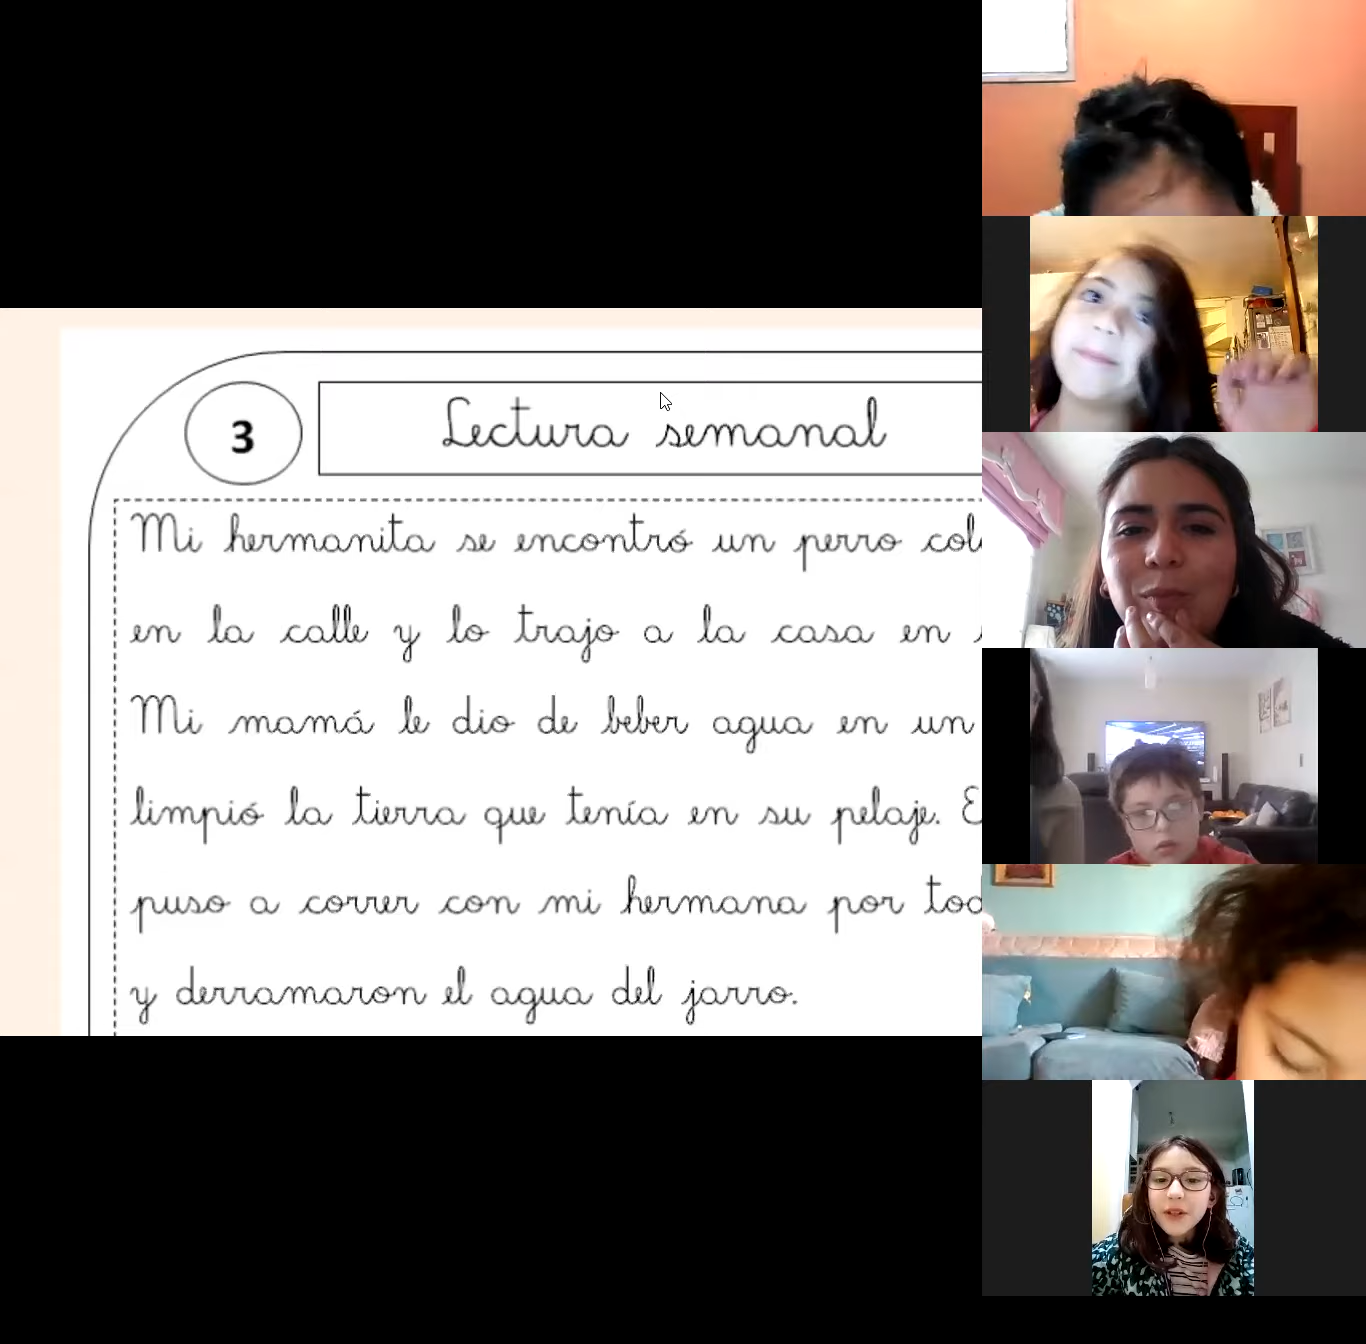 3
Lectura semanal
Mi hermanita se encontró un perro
en la calle y lo trajo a la casa en
Mi mamá le dio de beber agua en un
limpió la tierra que tenía en su pelaje.
puso a correr con mi hermana por
y derramaron el agua del jarro.